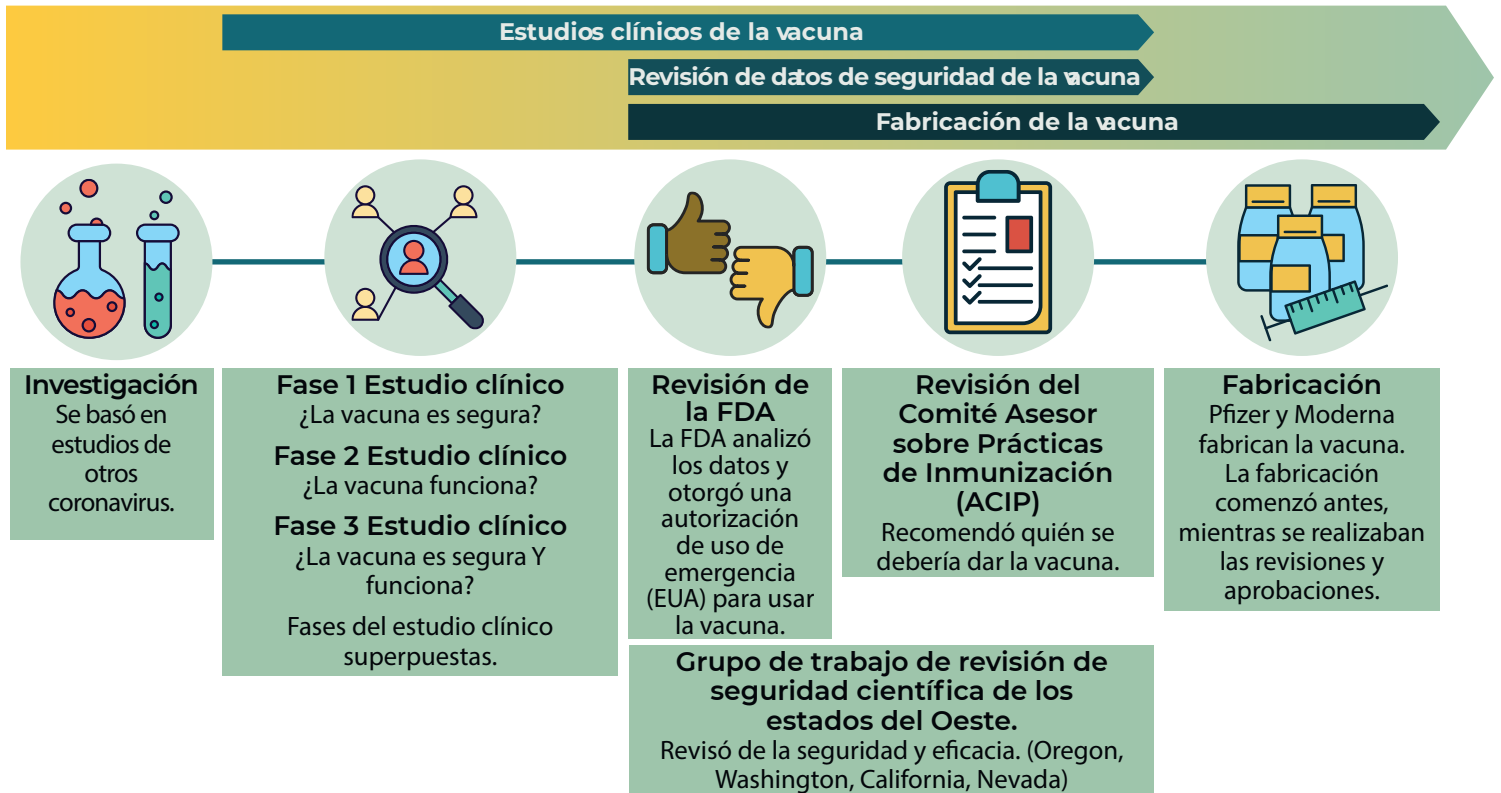 Estudios clínicos de la vacuna
Revisión de datos de seguridad de la vacuna
Fabricación de la vacuna
Investigación
Se basó en
estudios de
otros
coronavirus.
Fase 1 Estudio clínico
¿La vacuna es segura?
Fase 2 Estudio clínico
¿La vacuna funciona?
Fase 3 Estudio clínico
¿La vacuna es segura Y
funciona?
Fases del estudio clínico
superpuestas.
Revisión de
la FDA
La FDA analizó
los datos y
otorgó una
autorización
de uso de
emergencia
(EUA) para usar
la vacuna.
Revisión del
Comité Asesor
sobre Prácticas
de Inmunización
(ACIP)
Recomendó quién se
debería dar la vacuna.
Grupo de trabajo de revisión de
seguridad científica de los
estados del Oeste.
Revisó de la seguridad y eficacia. (Oregon,
Washington, California, Nevada)
Fabricación
Pfizer y Moderna
fabrican la vacuna.
La fabricación
comenzó antes,
mientras se realizaban
las revisiones y
aprobaciones.